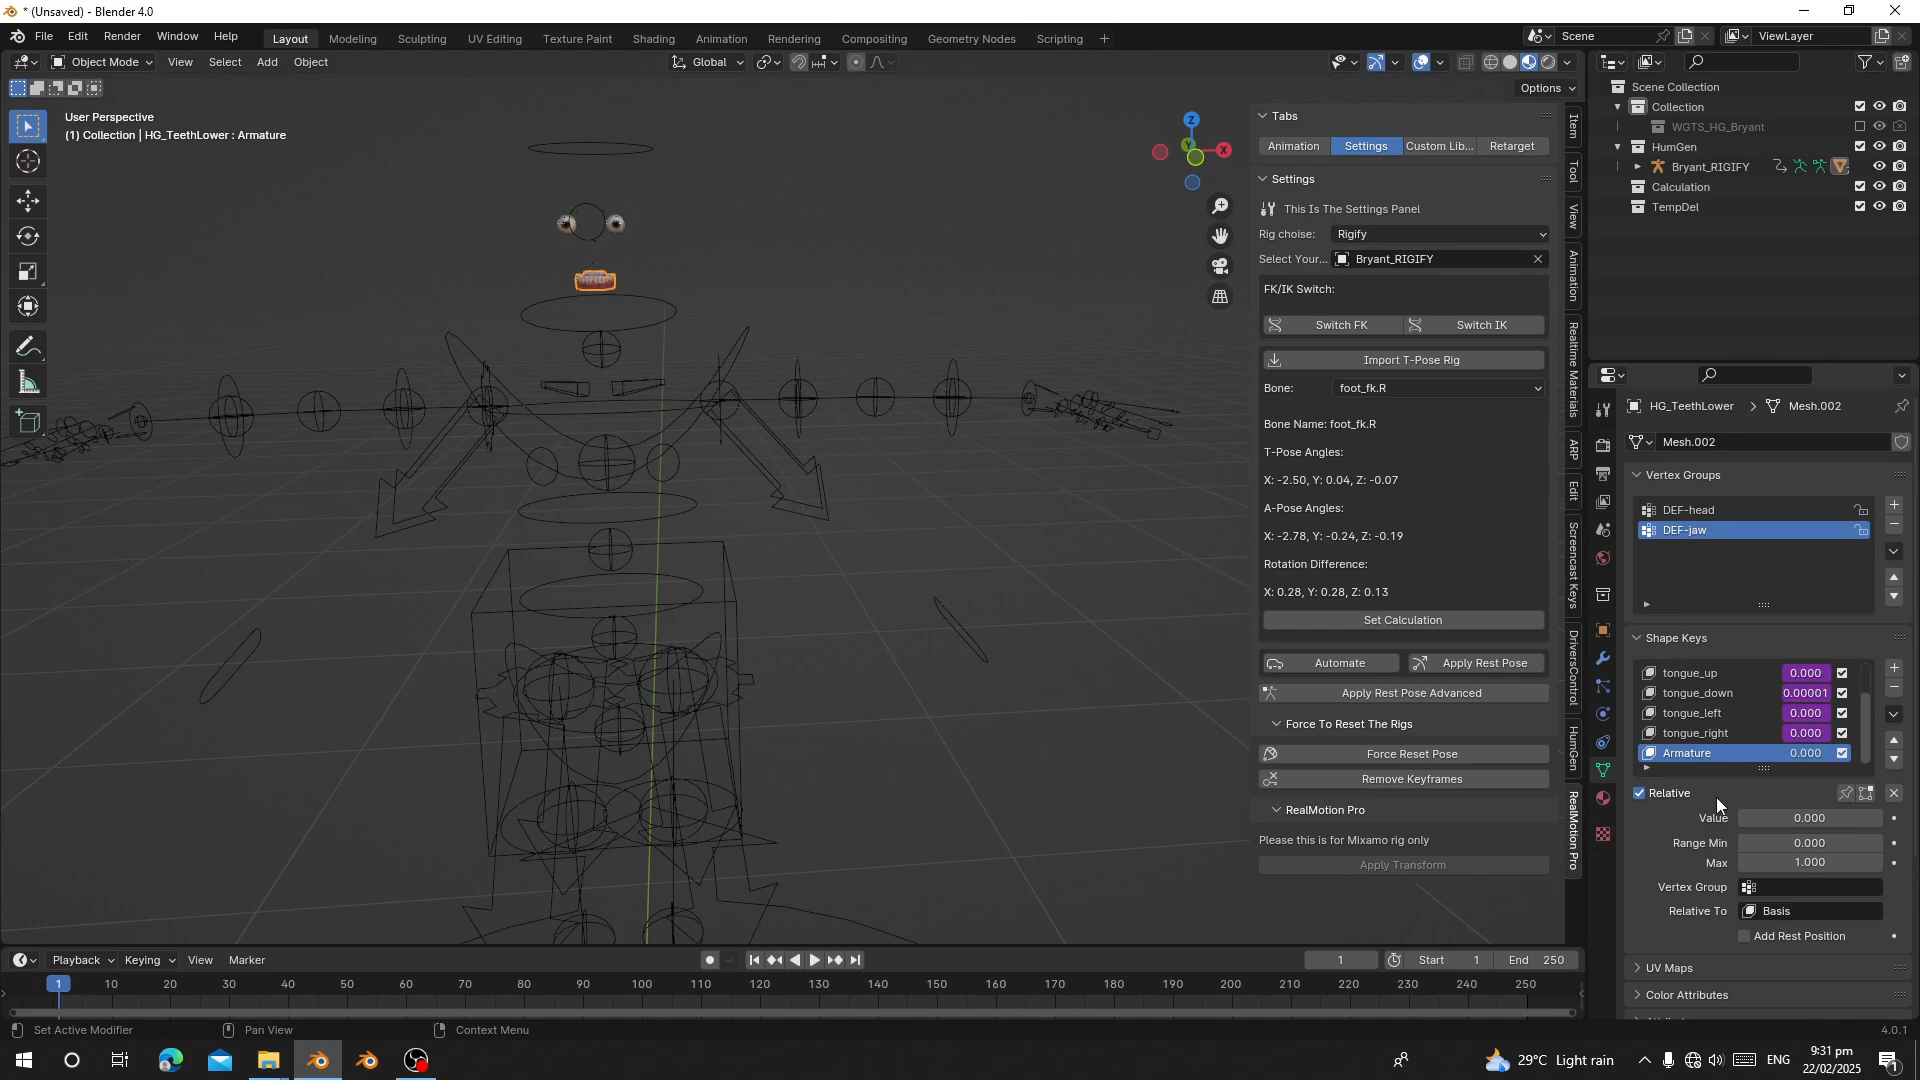 * (Unsaved) - Blender 4.0
File Edit Render Window Help
Layout Modeling Sculpting UV Editing Texture Paint Shading Animation Rendering Compositing Geometry Nodes Scripting +
Scene
ViewLayer
Object Mode View Select Add Object
Global
Options
User Perspective
(1) Collection | HG_TeethLower : Armature
Z
Y
X
Tabs
Animation Settings Custom Lib... Retarget
Settings
This Is The Settings Panel
Rig choise: Rigify
Select Your... Bryant_RIGIFY
FK/IK Switch:
Switch FK Switch IK
Import T-Pose Rig
Bone: foot_fk.R
Bone Name: foot_fk.R
T-Pose Angles:
X: -2.50, Y: 0.04, Z: -0.07
A-Pose Angles:
X: -2.78, Y: -0.24, Z: -0.19
Rotation Difference:
X: 0.28, Y: 0.28, Z: 0.13
Set Calculation
Automate Apply Rest Pose
Apply Rest Pose Advanced
Force To Reset The Rigs
Force Reset Pose
Remove Keyframes
RealMotion Pro
Please this is for Mixamo rig only
Apply Transform
Item
Tool
View
Animation
Realtime Materials
ARP
Edit
Screencast Keys
DriversControl
HumGen
RealMotion Pro
Scene Collection
Collection
WGTS_HG_Bryant
HumGen
Bryant_RIGIFY
Calculation
TempDel
HG_TeethLower > Mesh.002
Mesh.002
Vertex Groups
DEF-head
DEF-jaw
Shape Keys
tongue_up 0.000
tongue_down 0.00001
tongue_left 0.000
tongue_right 0.000
Armature 0.000
Relative
Value 0.000
Range Min 0.000
Max 1.000
Vertex Group
Relative To Basis
Add Rest Position
UV Maps
Color Attributes
Playback Keying View Marker
1 Start 1 End 250
1 10 20 30 40 50 60 70 80 90 100 110 120 130 140 150 160 170 180 190 200 210 220 230 240 250
Set Active Modifier Pan View Context Menu
4.0.1
29°C Light rain
ENG
9:31 pm
22/02/2025
1